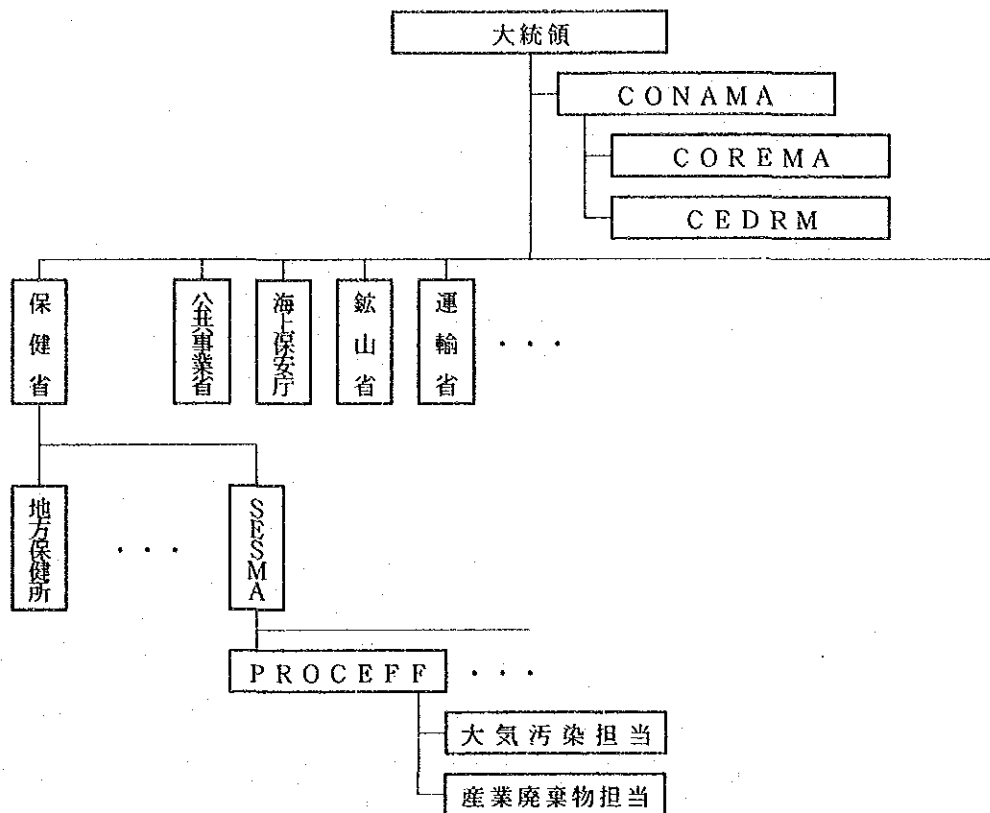 大統領
CONAMA
COREMA
CEDRM
保健省
公共事業省
海上保安庁
鉱山省
運輸省
・・・
地方保健所
・・・
SESMA
PROCEFF
・・・
大気汚染担当
産業廃棄物担当